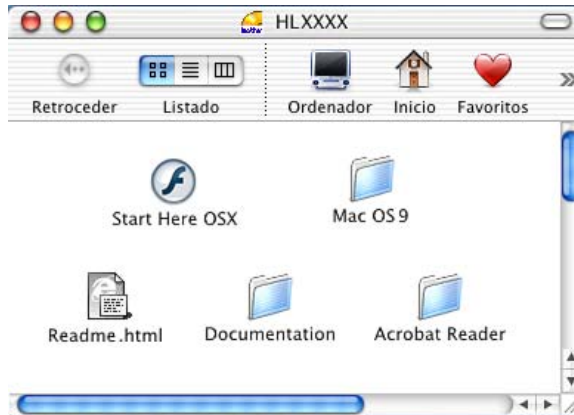 HLXXXX
Retroceder Listado Ordenador Inicio Favoritos
Start Here OSX Mac OS 9
Readme.html Documentation Acrobat Reader